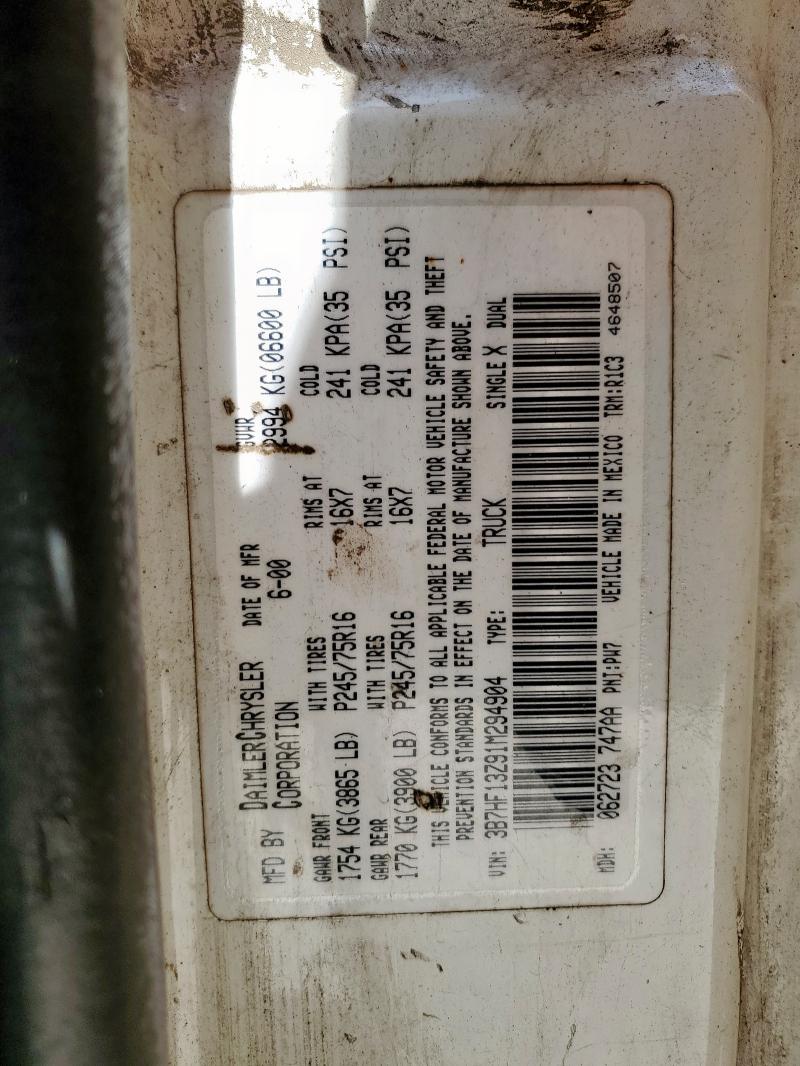 MFD BY DAIMLERCHRYSLER CORPORATION
DATE OF MFR 6-00
GVWR 2994 KG(06600 LB)
GAWR FRONT WITH TIRES RIMS AT COLD
1754 KG(3865 LB) P245/75R16 16X7 241 KPA(35 PSI)
GAWR REAR WITH TIRES RIMS AT COLD
1770 KG(3900 LB) P245/75R16 16X7 241 KPA(35 PSI)
THIS VEHICLE CONFORMS TO ALL APPLICABLE FEDERAL MOTOR VEHICLE SAFETY AND THEFT
PREVENTION STANDARDS IN EFFECT ON THE DATE OF MANUFACTURE SHOWN ABOVE.
VIN: 3B7HF13Z91M294904 TYPE: TRUCK SINGLE X DUAL
MDH: 062723 747AA PNT:PW7 VEHICLE MADE IN MEXICO TRM:R1C3 4648507